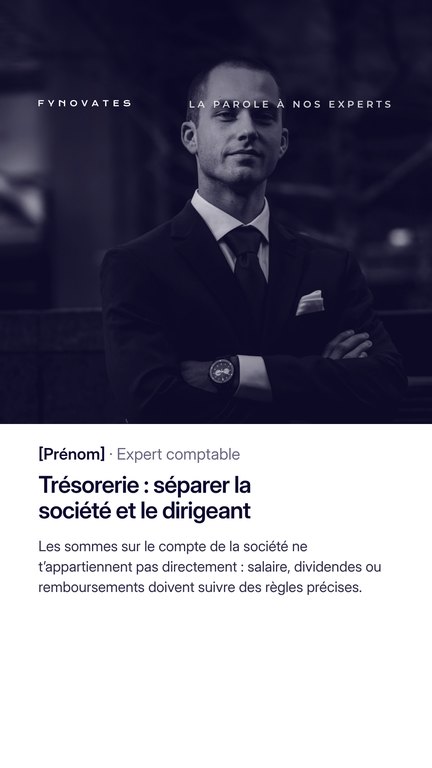 FYNOVATES
LA PAROLE À NOS EXPERTS
[Prénom] · Expert comptable
Trésorerie : séparer la
société et le dirigeant
Les sommes sur le compte de la société ne
t’appartiennent pas directement : salaire, dividendes ou
remboursements doivent suivre des règles précises.